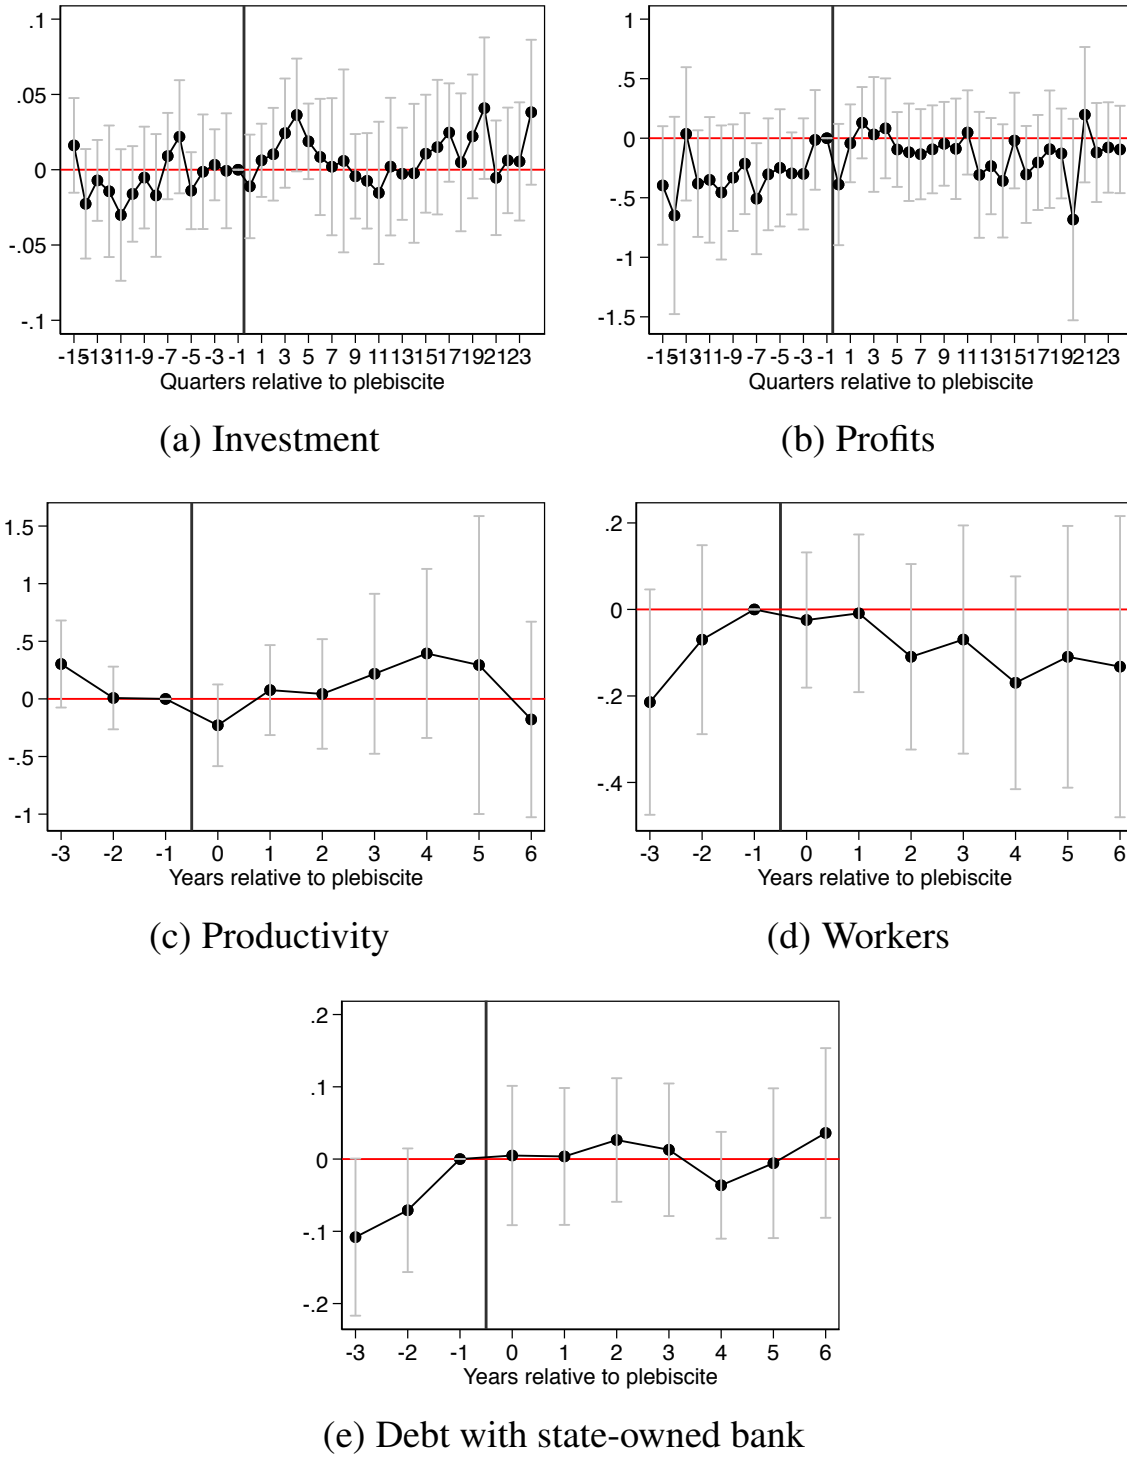 .1
.05
0
-.05
-.1
-15 -13 -11 -9 -7 -5 -3 -1 1 3 5 7 9 11 13 15 17 19 21 23
Quarters relative to plebiscite
(a) Investment
1
.5
0
-.5
-1
-1.5
-15 -13 -11 -9 -7 -5 -3 -1 1 3 5 7 9 11 13 15 17 19 21 23
Quarters relative to plebiscite
(b) Profits
1.5
1
.5
0
-.5
-1
-3 -2 -1 0 1 2 3 4 5 6
Years relative to plebiscite
(c) Productivity
.2
0
-.2
-.4
-3 -2 -1 0 1 2 3 4 5 6
Years relative to plebiscite
(d) Workers
.2
.1
0
-.1
-.2
-3 -2 -1 0 1 2 3 4 5 6
Years relative to plebiscite
(e) Debt with state-owned bank